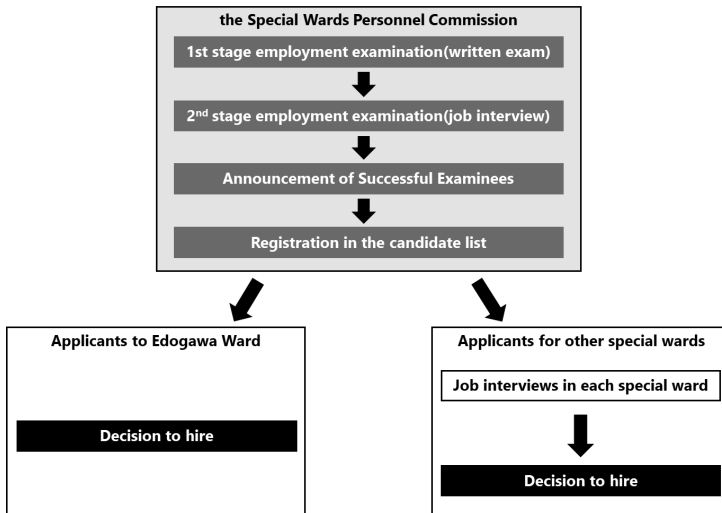 the Special Wards Personnel Commission
1st stage employment examination(written exam)
2nd stage employment examination(job interview)
Announcement of Successful Examinees
Registration in the candidate list
Applicants to Edogawa Ward
Decision to hire
Applicants for other special wards
Job interviews in each special ward
Decision to hire